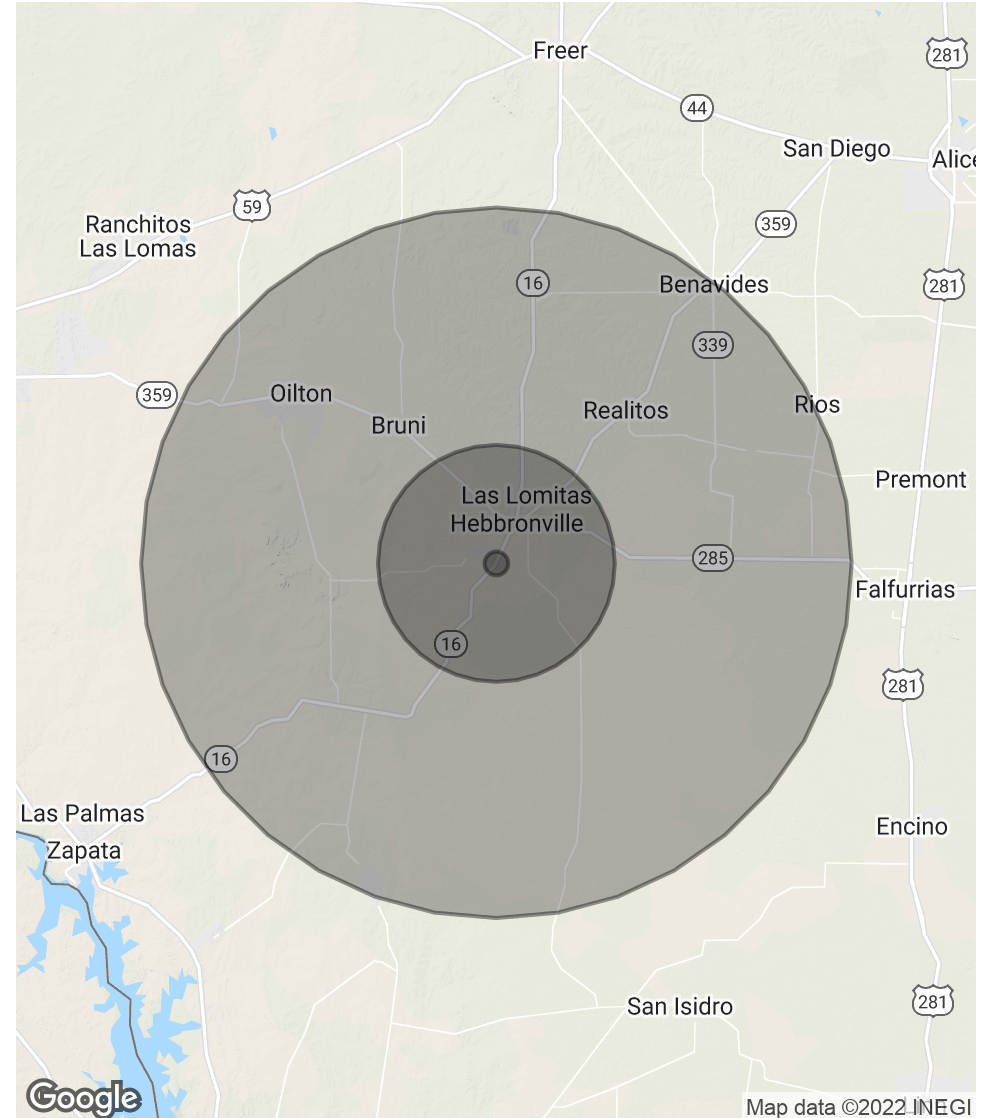 Freer
281
44
San Diego
Alice
59
Ranchitos
Las Lomas
359
16
Benavides
281
339
359
Oilton
Bruni
Realitos
Rios
Premont
Las Lomitas
Hebbronville
285
Falfurrias
16
281
16
Las Palmas
Zapata
Encino
281
San Isidro
Google
Map data ©2022 INEGI